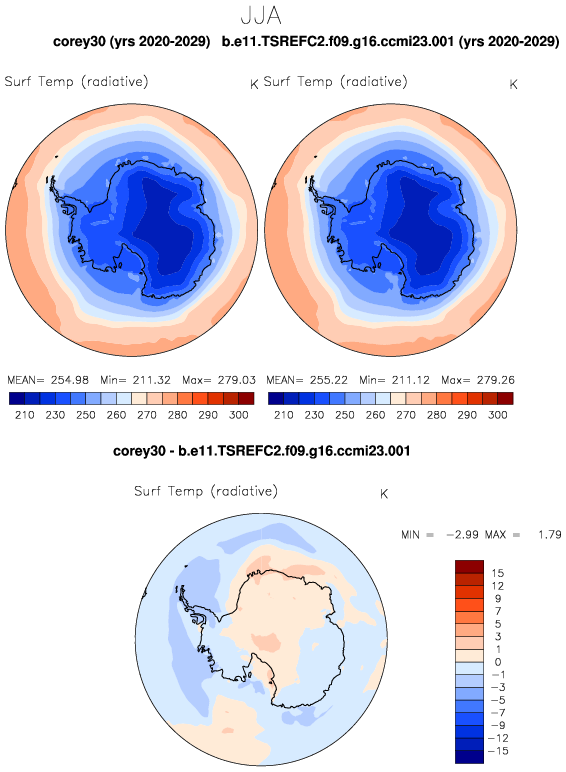 JJA
corey30 (yrs 2020-2029) b.e11.TSREFC2.f09.g16.ccmi23.001 (yrs 2020-2029)
Surf Temp (radiative) K Surf Temp (radiative) K
MEAN= 254.98 Min= 211.32 Max= 279.03 MEAN= 255.22 Min= 211.12 Max= 279.26
210 230 250 260 270 280 290 300 210 230 250 260 270 280 290 300
corey30 - b.e11.TSREFC2.f09.g16.ccmi23.001
Surf Temp (radiative) K
MIN = -2.99 MAX = 1.79
15
12
9
7
5
3
1
0
-1
-3
-5
-7
-9
-12
-15